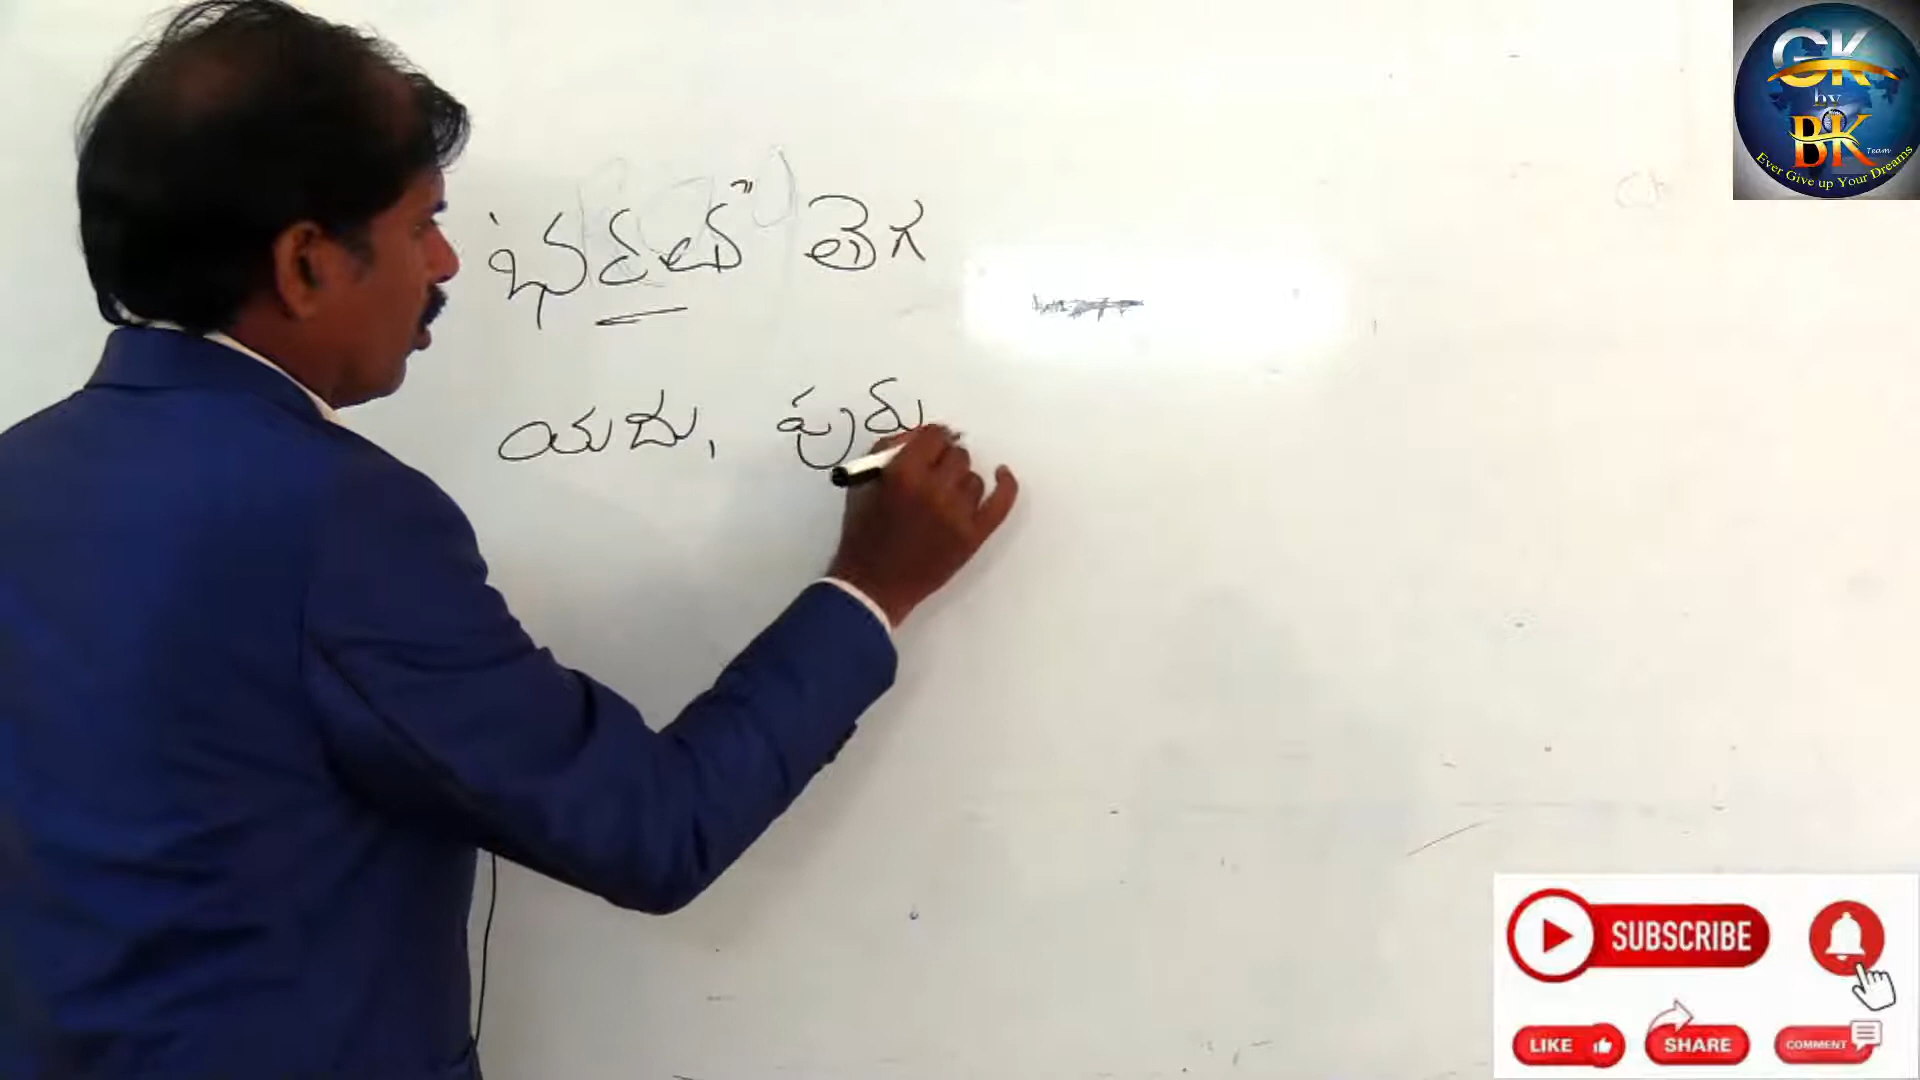 "భరత" తెగ
యదు, పురు
GK
by
BK
Team
Ever Give up Your Dreams
SUBSCRIBE
LIKE
SHARE
COMMENT